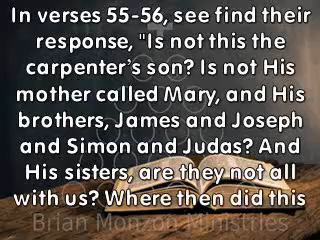 In verses 55-56, see find their
response, "Is not this the
carpenter's son? Is not His
mother called Mary, and His
brothers, James and Joseph
and Simon and Judas? And
His sisters, are they not all
with us? Where then did this
Brian Monzon Ministries